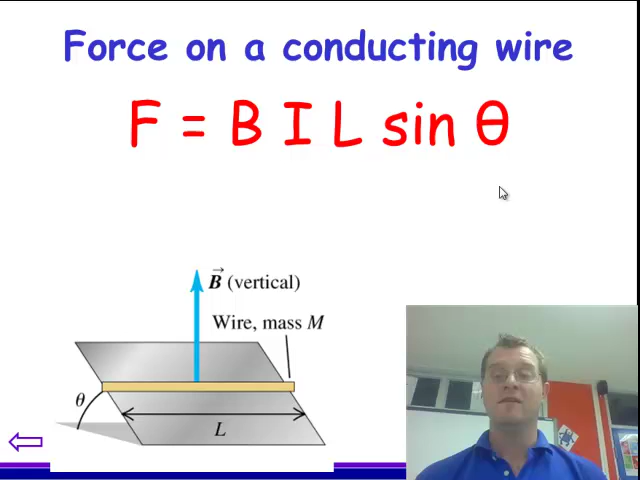 Force on a conducting wire
F = B I L sin θ
B (vertical)
Wire, mass M
θ
L